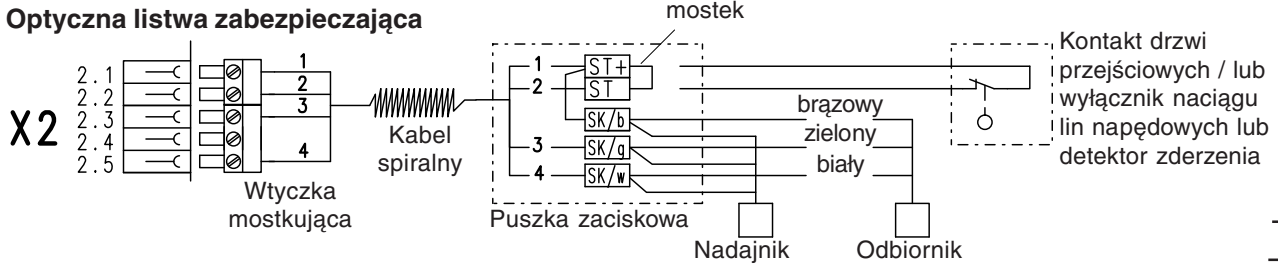 Optyczna listwa zabezpieczająca
mostek
X2
2.1
2.2
2.3
2.4
2.5
1
2
3
4
Wtyczka
mostkująca
Kabel
spiralny
1
2
3
4
ST+
ST
SK/b
SK/g
SK/w
Puszka zaciskowa
brązowy
zielony
biały
Nadajnik
Odbiornik
Kontakt drzwi
przejściowych / lub
wyłącznik naciągu
lin napędowych lub
detektor zderzenia